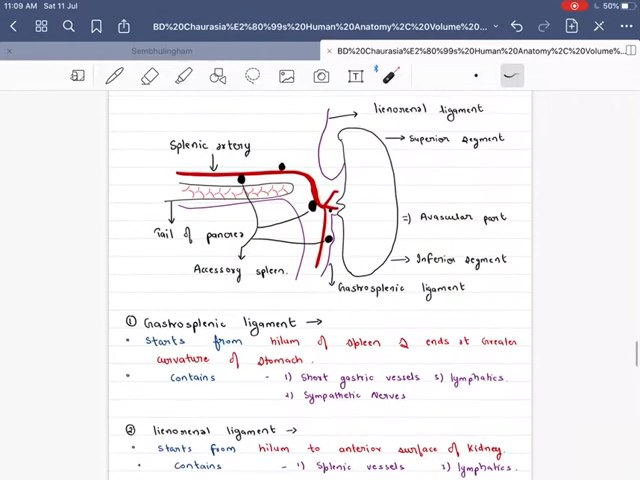 11:09 AM Sat 11 Jul
50%
BD%20Chaurasia%E2%80%99s%20Human%20Anatomy%2C%20Volume%20...
Sembhulingham
BD%20Chaurasia%E2%80%99s%20Human%20Anatomy%2C%20Volume%...
lienorenal ligament
Superior segment
Splenic artery
Avascular part
Tail of pancrea
Inferior segment
Accessory spleen.
Gastrosplenic ligament
① Gastrosplenic ligament →
• Starts from hilum of Spleen & ends at Greater
curvature of Stomach.
• Contains - 1) Short gastric vessels 3) lymphatics.
2) Sympathetic Nerves
② lienorenal ligament →
• Starts from hilum to anterior surface of Kidney.
• Contains - 1) Splenic vessels 3) lymphatics.